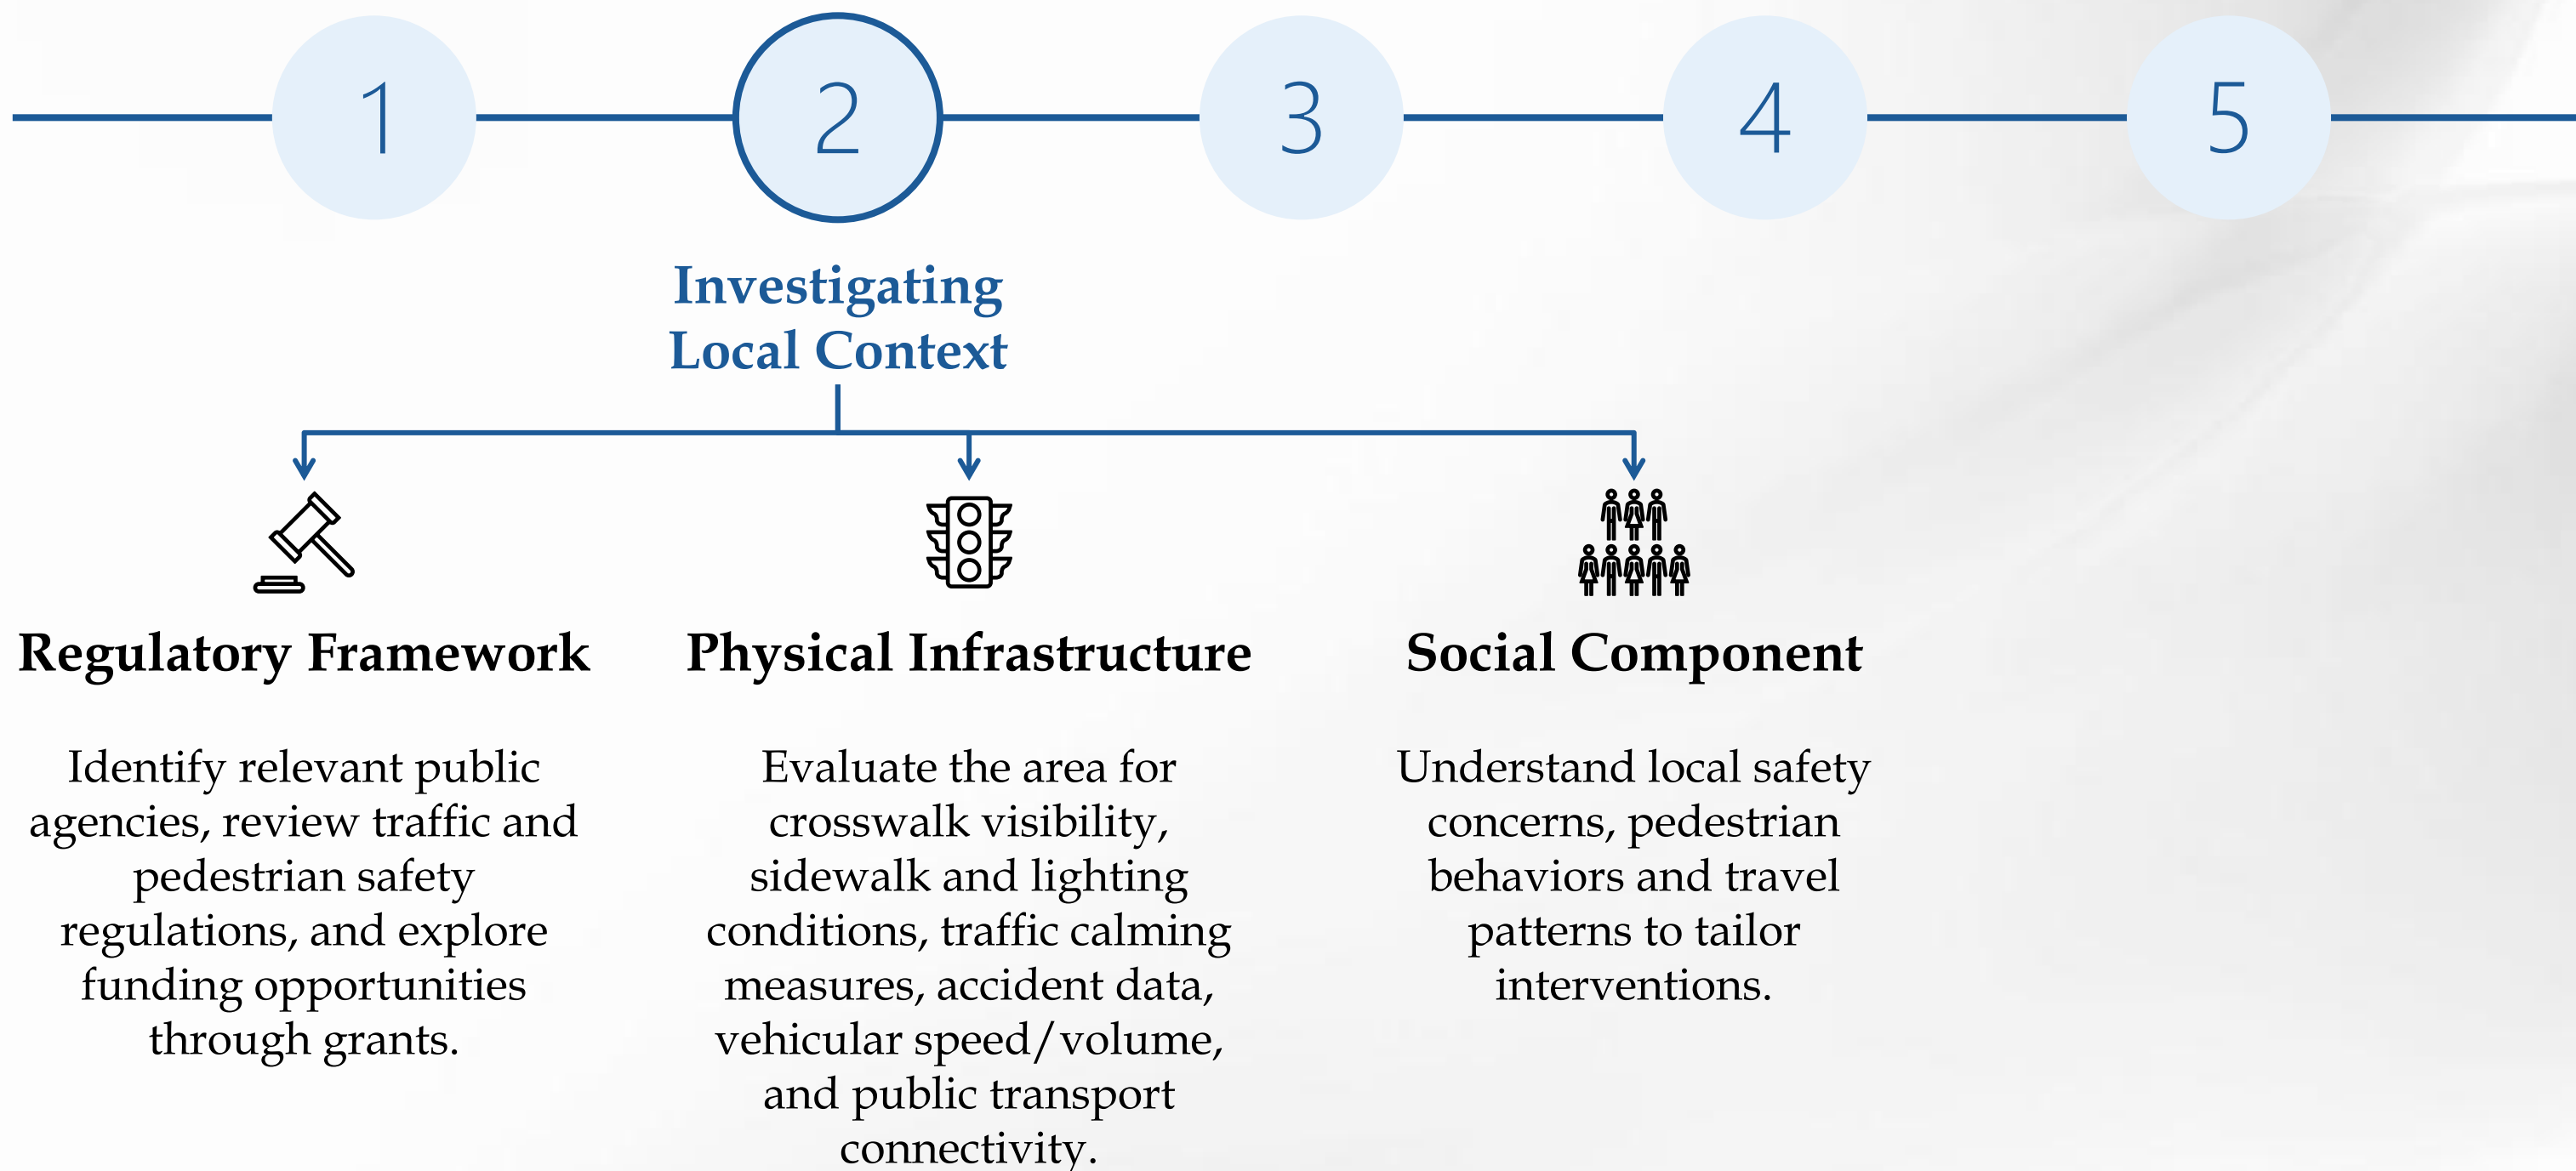 1
2
3
4
5
Investigating
Local Context
Regulatory Framework
Identify relevant public
agencies, review traffic and
pedestrian safety
regulations, and explore
funding opportunities
through grants.
Physical Infrastructure
Evaluate the area for
crosswalk visibility,
sidewalk and lighting
conditions, traffic calming
measures, accident data,
vehicular speed/volume,
and public transport
connectivity.
Social Component
Understand local safety
concerns, pedestrian
behaviors and travel
patterns to tailor
interventions.